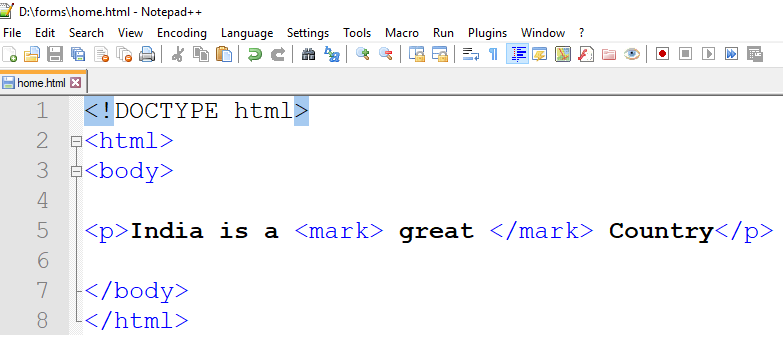 D:\forms\home.html - Notepad++
File Edit Search View Encoding Language Settings Tools Macro Run Plugins Window ?
home.html
1 <!DOCTYPE html>
2 <html>
3 <body>
4
5 <p>India is a <mark> great </mark> Country</p>
6
7 </body>
8 </html>